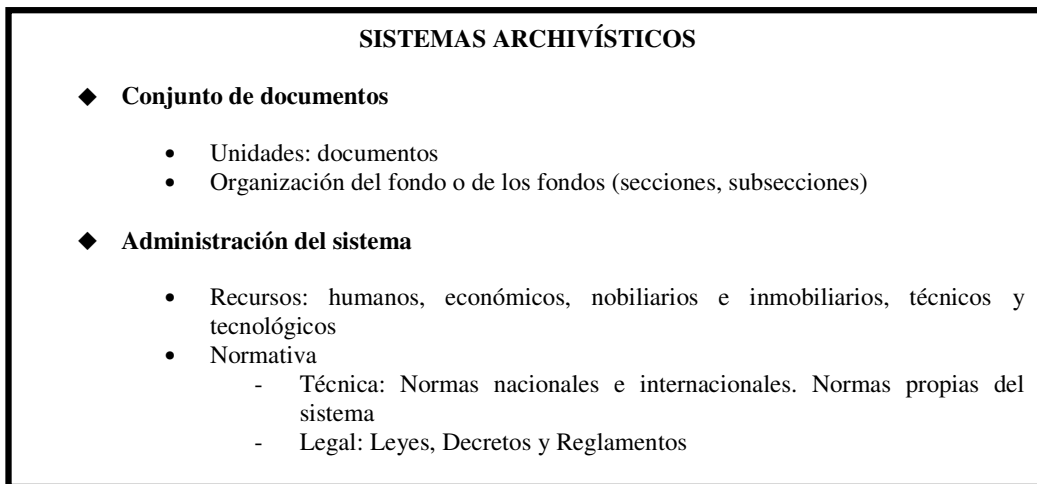 SISTEMAS ARCHIVÍSTICOS
◆ Conjunto de documentos
• Unidades: documentos
• Organización del fondo o de los fondos (secciones, subsecciones)
◆ Administración del sistema
• Recursos: humanos, económicos, nobiliarios e inmobiliarios, técnicos y
tecnológicos
• Normativa
- Técnica: Normas nacionales e internacionales. Normas propias del
sistema
- Legal: Leyes, Decretos y Reglamentos